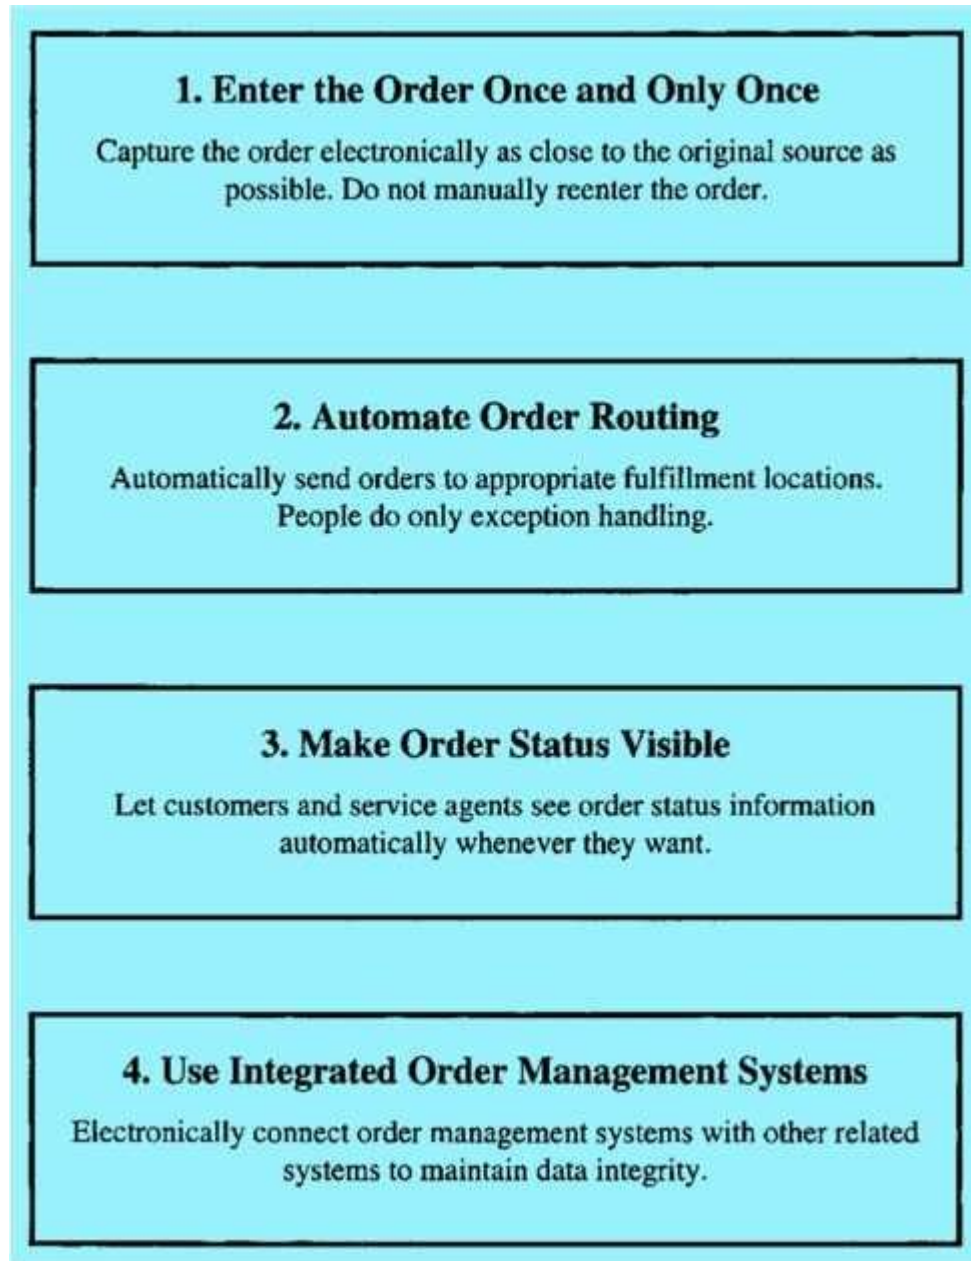 1. Enter the Order Once and Only Once
Capture the order electronically as close to the original source as
possible. Do not manually reenter the order.
2. Automate Order Routing
Automatically send orders to appropriate fulfillment locations.
People do only exception handling.
3. Make Order Status Visible
Let customers and service agents see order status information
automatically whenever they want.
4. Use Integrated Order Management Systems
Electronically connect order management systems with other related
systems to maintain data integrity.